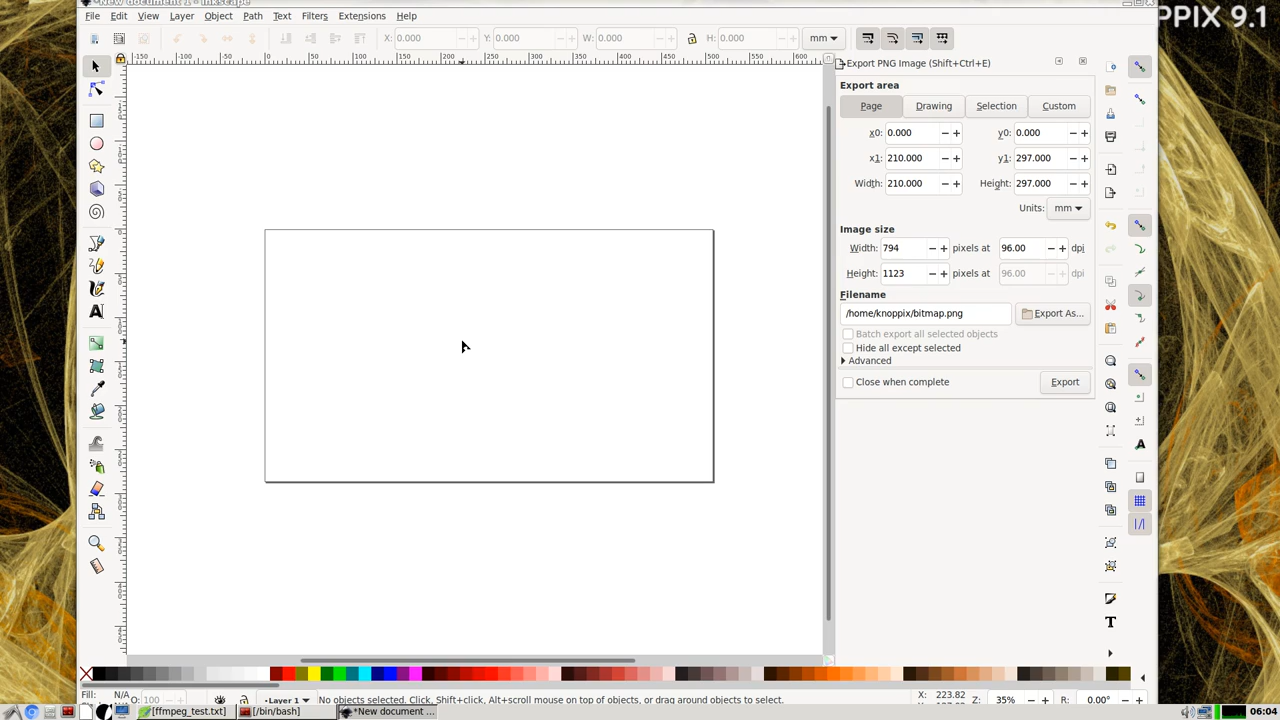 *New document 1 - Inkscape
PPIX 9.1
File Edit View Layer Object Path Text Filters Extensions Help
X: 0.000 Y: 0.000 W: 0.000 H: 0.000 mm
Export PNG Image (Shift+Ctrl+E)
Export area
Page Drawing Selection Custom
x0: 0.000 y0: 0.000
x1: 210.000 y1: 297.000
Width: 210.000 Height: 297.000
Units: mm
Image size
Width: 794 pixels at 96.00 dpi
Height: 1123 pixels at 96.00 dpi
Filename
/home/knoppix/bitmap.png Export As...
Batch export all selected objects
Hide all except selected
Advanced
Close when complete Export
Fill: N/A O: 100 Layer 1 No objects selected. Click, Shift+click, Alt+scroll mouse on top of objects, or drag around objects to select. X: 223.82 35% R: 0.00°
[ffmpeg_test.txt] [/bin/bash] *New document ... 06:04